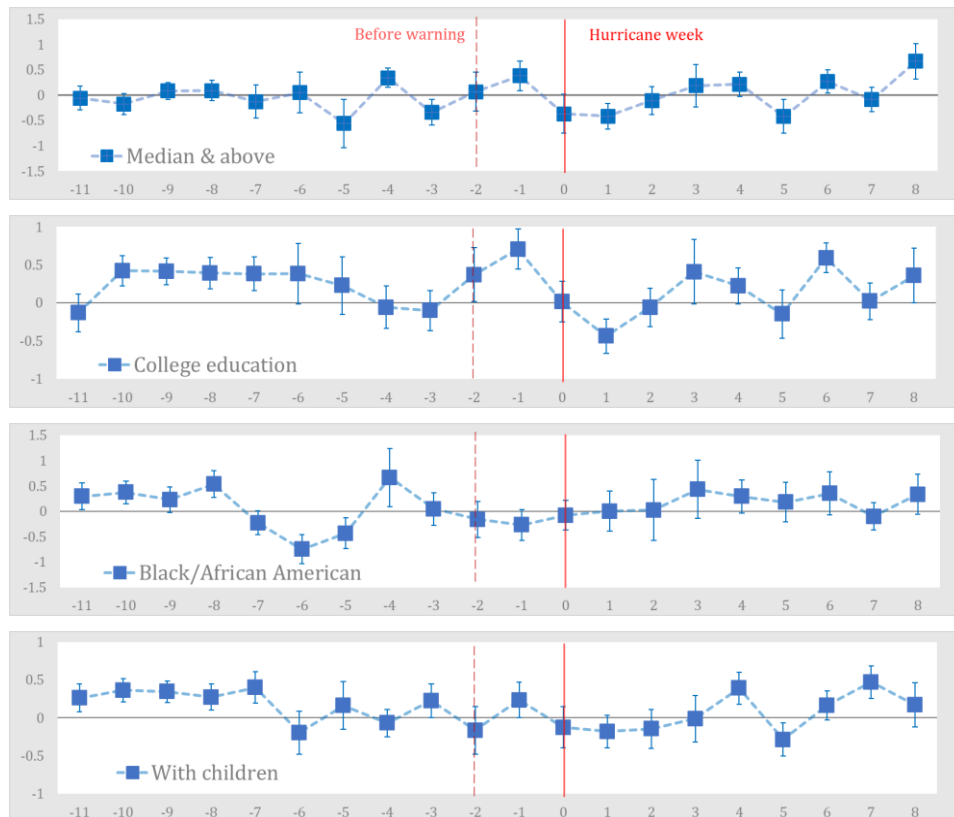 1.5
Before warning
Hurricane week
1
0.5
0
-0.5
-1
Median & above
-1.5
-11 -10 -9 -8 -7 -6 -5 -4 -3 -2 -1 0 1 2 3 4 5 6 7 8
1
0.5
0
-0.5
College education
-1
-11 -10 -9 -8 -7 -6 -5 -4 -3 -2 -1 0 1 2 3 4 5 6 7 8
1.5
1
0.5
0
-0.5
-1
Black/African American
-1.5
-11 -10 -9 -8 -7 -6 -5 -4 -3 -2 -1 0 1 2 3 4 5 6 7 8
1
0.5
0
-0.5
With children
-1
-11 -10 -9 -8 -7 -6 -5 -4 -3 -2 -1 0 1 2 3 4 5 6 7 8